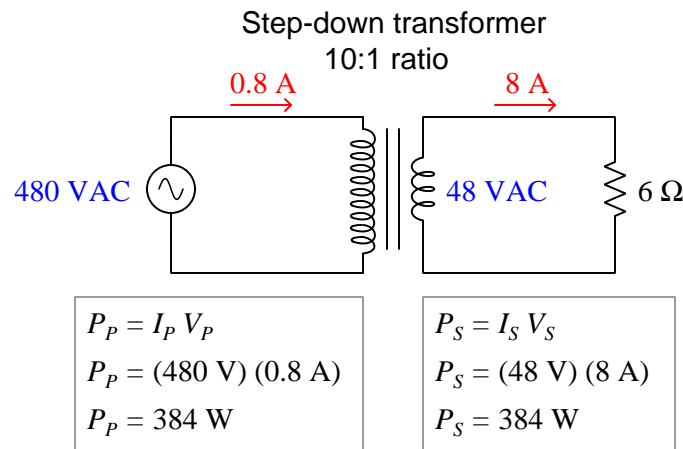 Step-down transformer
10:1 ratio
0.8 A
8 A
480 VAC
48 VAC
6 Ω
P_P = I_P V_P
P_P = (480 V) (0.8 A)
P_P = 384 W
P_S = I_S V_S
P_S = (48 V) (8 A)
P_S = 384 W